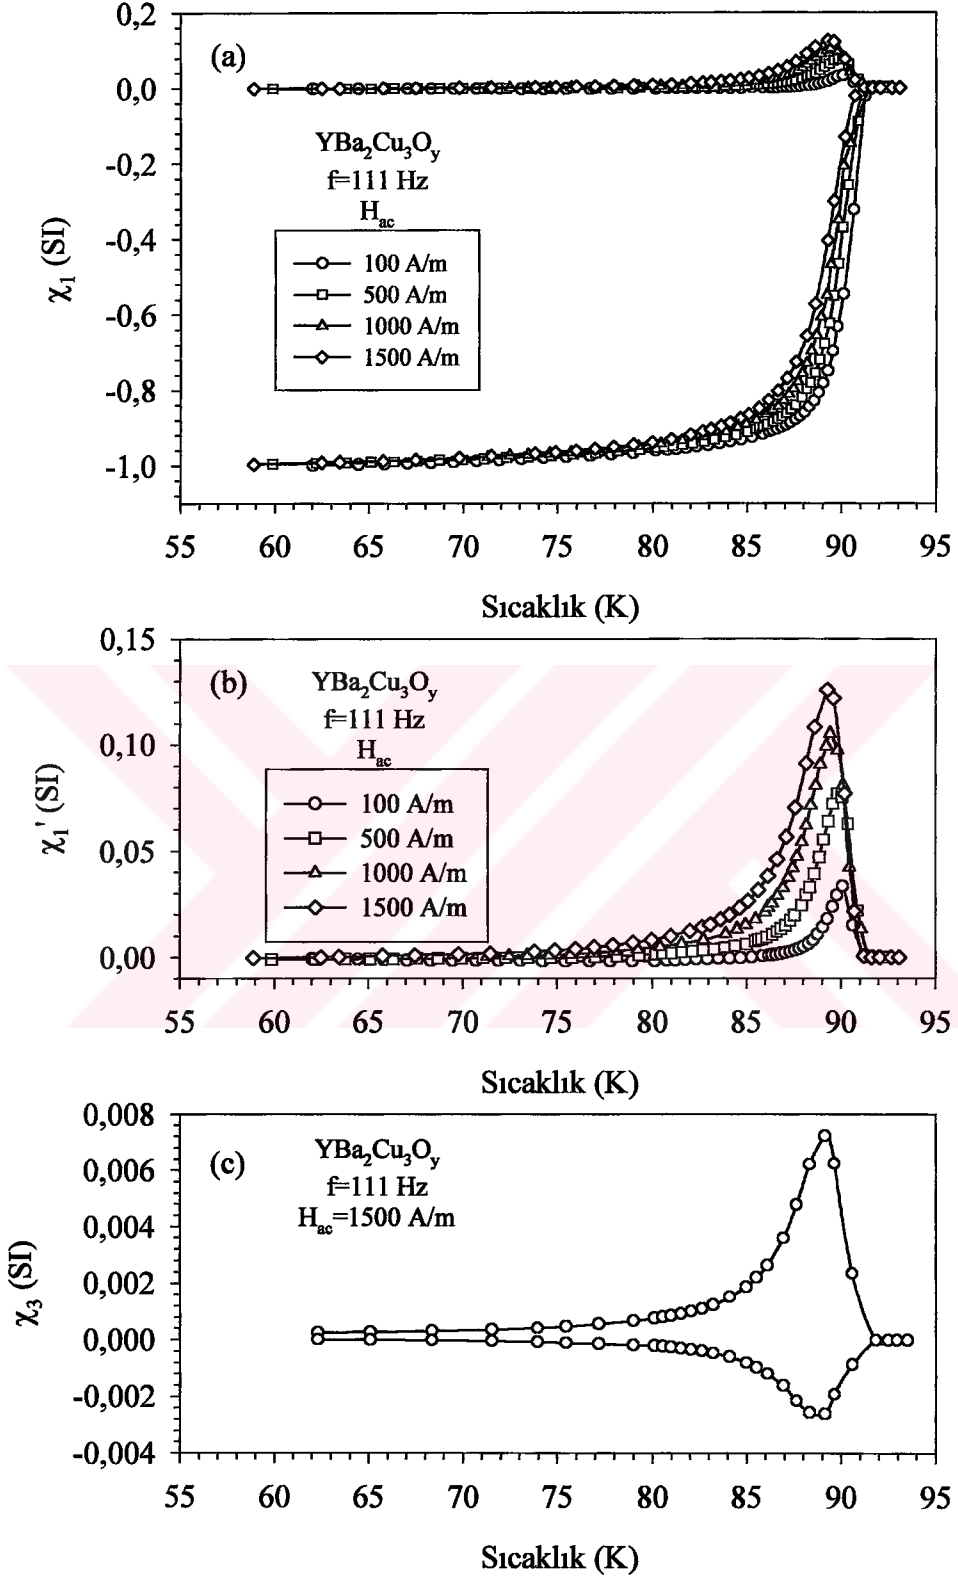 0,2
(a)
0,0
YBa2Cu3Oy
-0,2
f=111 Hz
Hac
-0,4
χ1 (SI)
100 A/m
500 A/m
-0,6
1000 A/m
1500 A/m
-0,8
-1,0
55 60 65 70 75 80 85 90 95
Sıcaklık (K)
0,15
(b)
YBa2Cu3Oy
f=111 Hz
0,10
Hac
χ1' (SI)
100 A/m
0,05
500 A/m
1000 A/m
1500 A/m
0,00
55 60 65 70 75 80 85 90 95
Sıcaklık (K)
0,008
(c)
YBa2Cu3Oy
0,006
f=111 Hz
Hac=1500 A/m
0,004
χ3 (SI)
0,002
0,000
-0,002
-0,004
55 60 65 70 75 80 85 90 95
Sıcaklık (K)